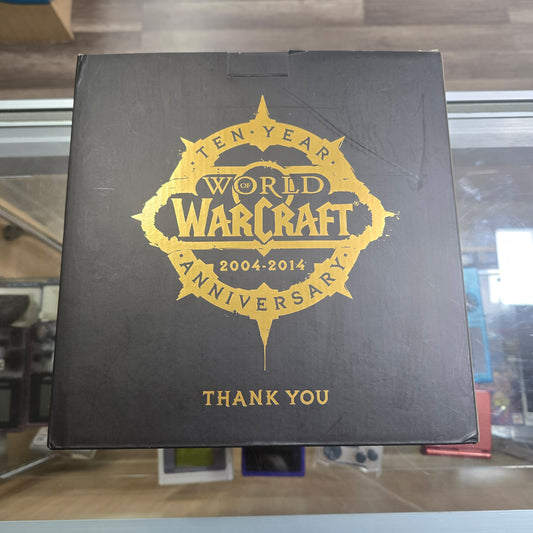 TEN · YEAR
WORLD
OF
WARCRAFT®
2004-2014
ANNIVERSARY
THANK YOU